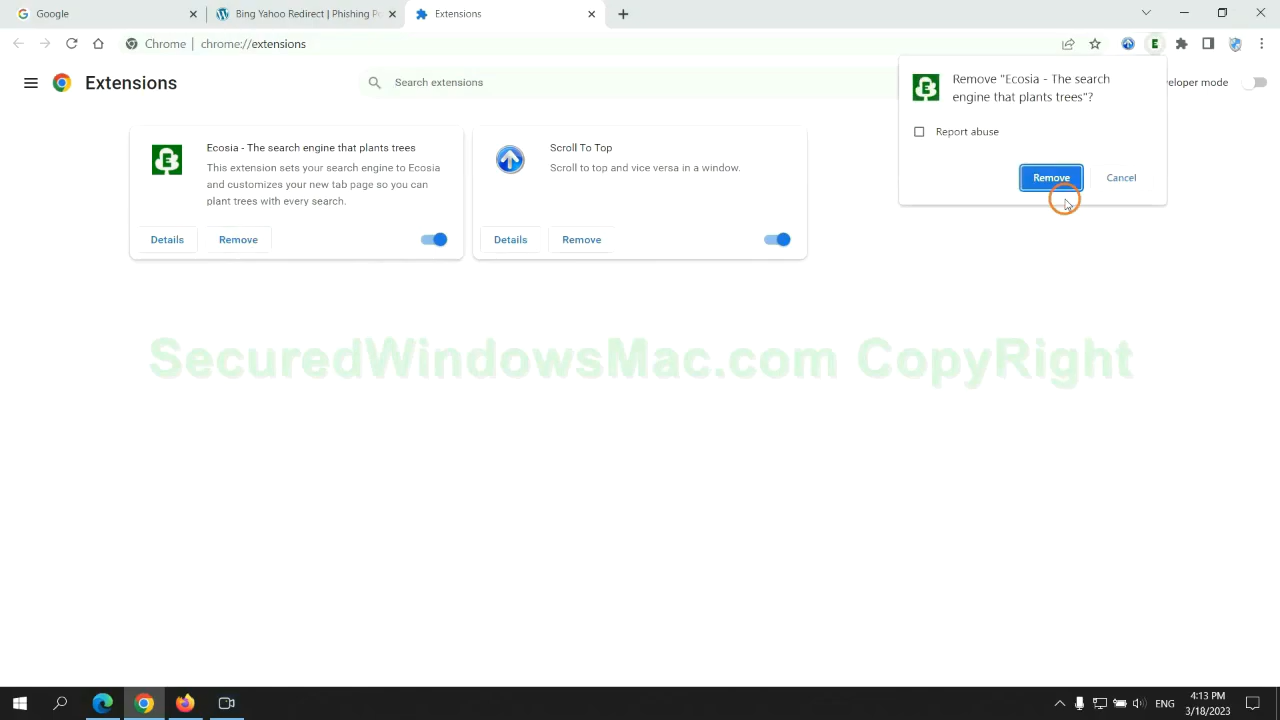 Google
Bing Yahoo Redirect | Phishing P
Extensions
Chrome
chrome://extensions
Extensions
Search extensions
eloper mode
Remove "Ecosia - The search
engine that plants trees"?
Report abuse
Remove
Cancel
Ecosia - The search engine that plants trees
This extension sets your search engine to Ecosia
and customizes your new tab page so you can
plant trees with every search.
Details
Remove
Scroll To Top
Scroll to top and vice versa in a window.
Details
Remove
SecuredWindowsMac.com CopyRight
ENG
4:13 PM
3/18/2023